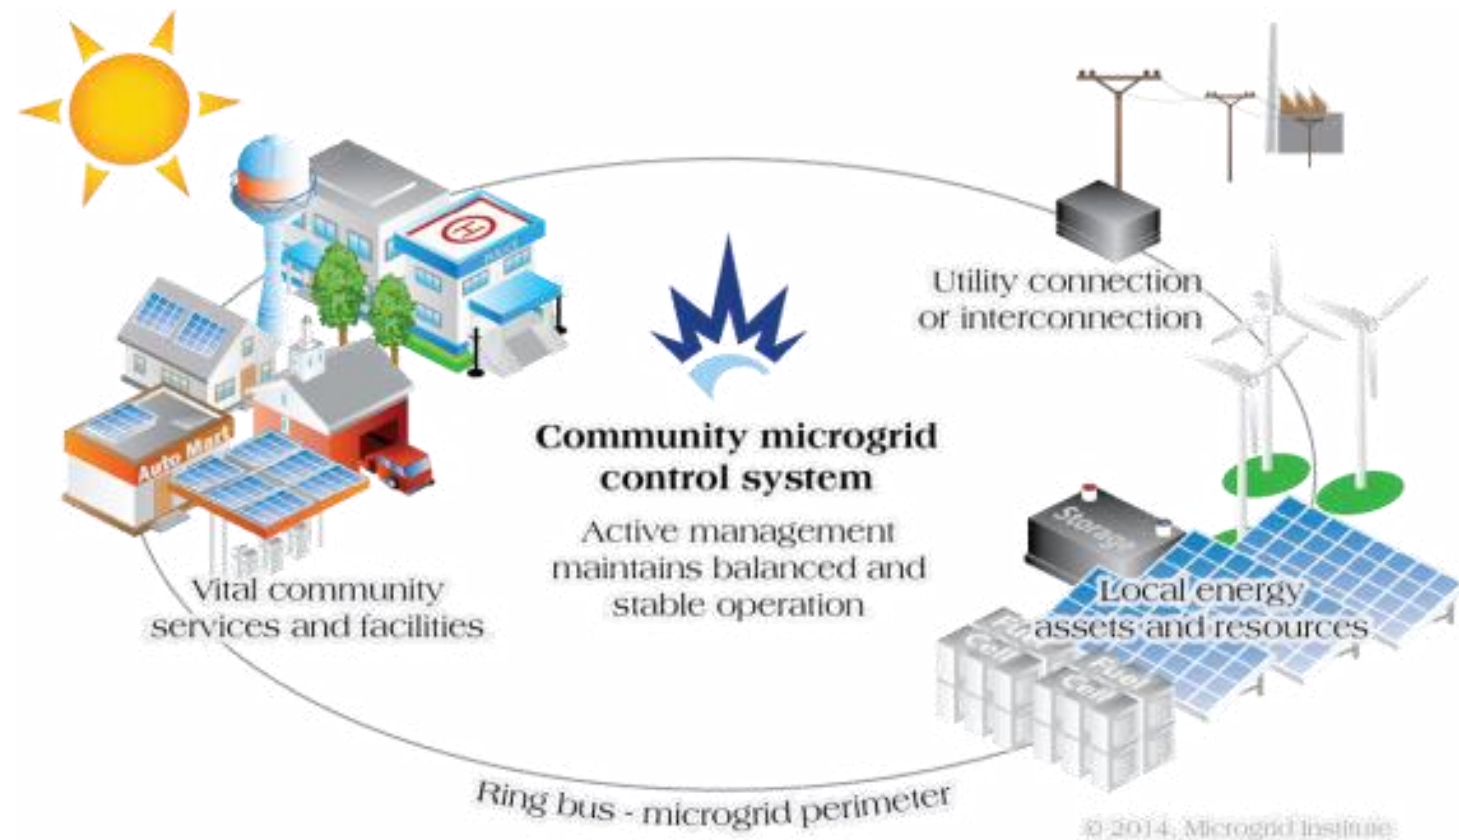 H
POLICE
Utility connection
or interconnection
Auto Mart
Community microgrid
control system
Active management
maintains balanced and
stable operation
Storage
Vital community
services and facilities
Local energy
assets and resources
Fuel
Cell
Fuel
Cell
Ring bus - microgrid perimeter
© 2014, Microgrid Institute